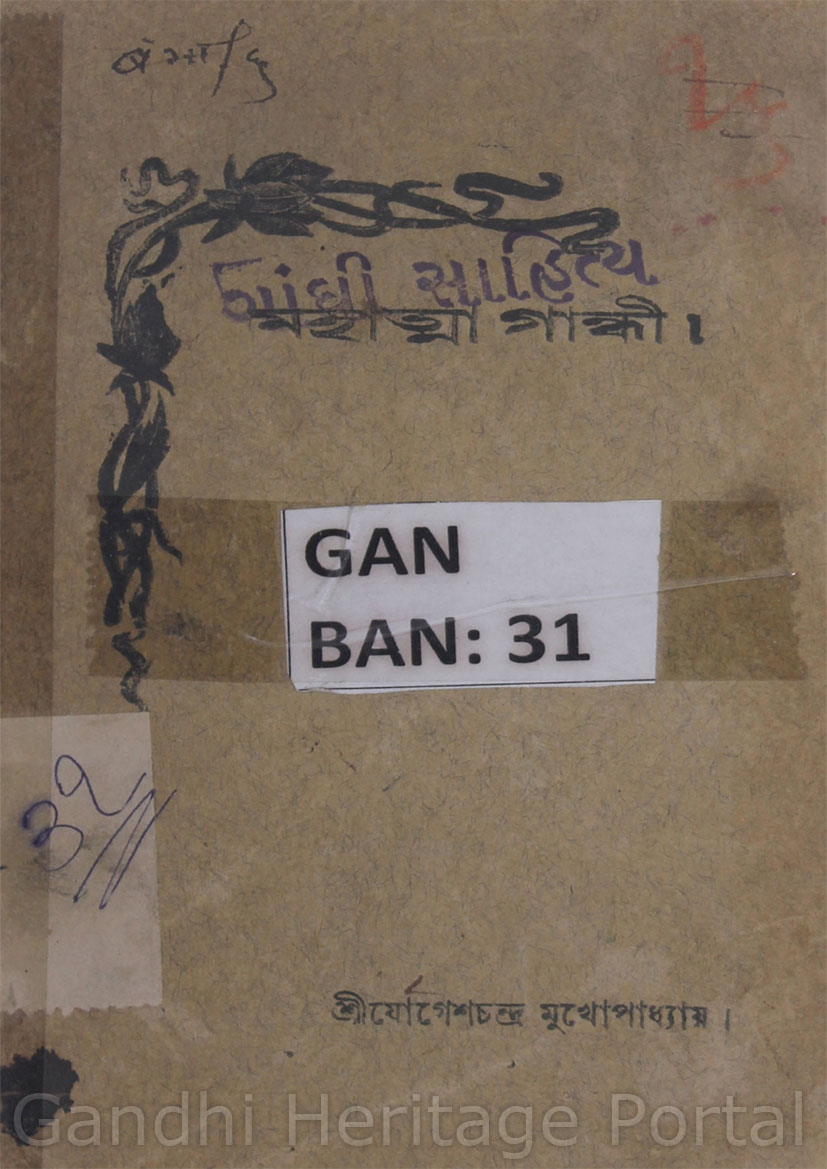 ગાંધી સાહિત્ય
মহাত্মা গান্ধী।
GAN
BAN: 31
শ্রীযোগেশচন্দ্র মুখোপাধ্যায়।
Gandhi Heritage Portal